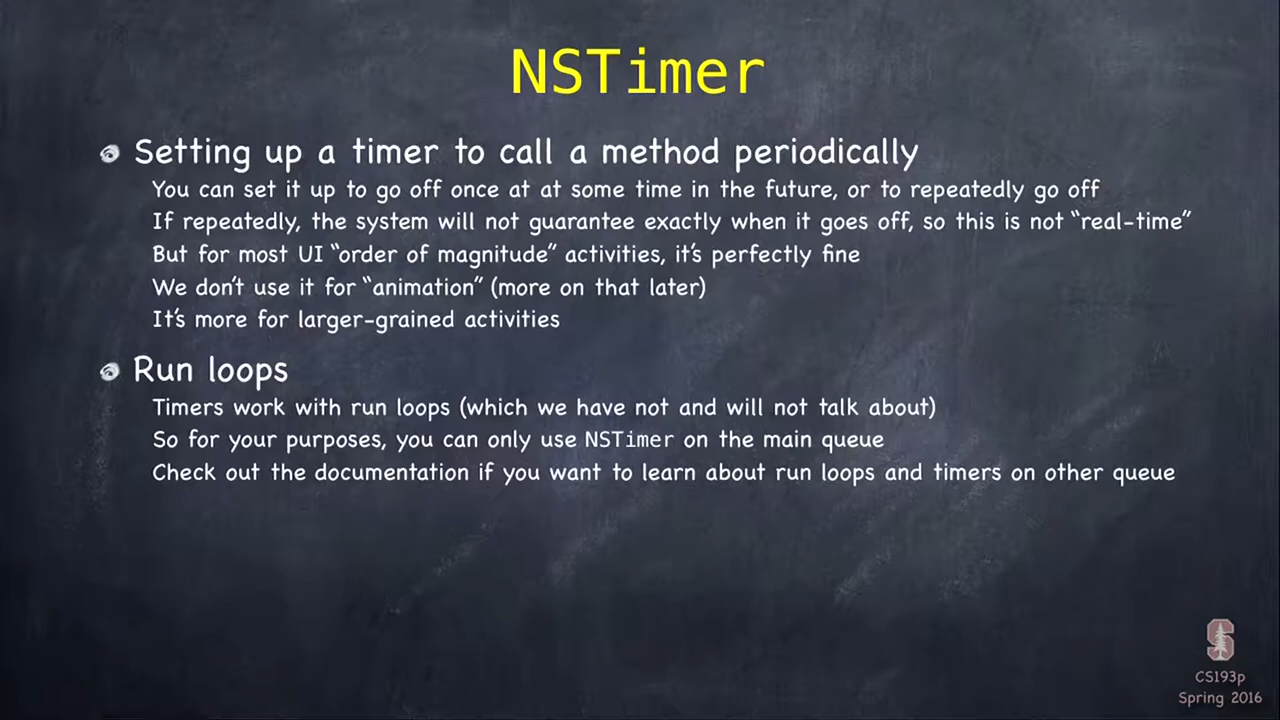 NSTimer
Setting up a timer to call a method periodically
You can set it up to go off once at at some time in the future, or to repeatedly go off
If repeatedly, the system will not guarantee exactly when it goes off, so this is not “real-time”
But for most UI “order of magnitude” activities, it’s perfectly fine
We don’t use it for “animation” (more on that later)
It’s more for larger-grained activities
Run loops
Timers work with run loops (which we have not and will not talk about)
So for your purposes, you can only use NSTimer on the main queue
Check out the documentation if you want to learn about run loops and timers on other queue
S
CS193p
Spring 2016